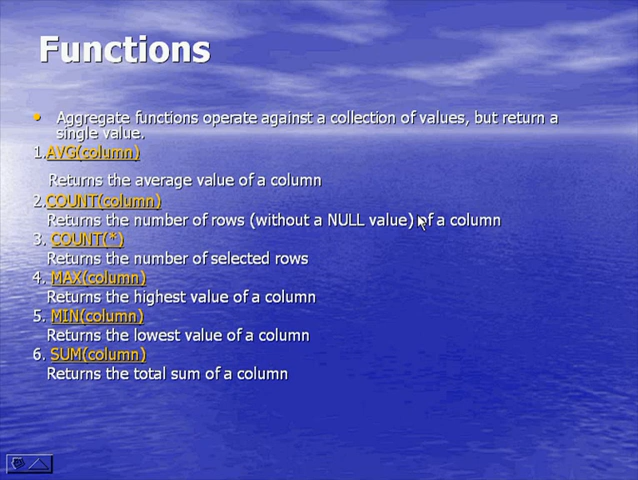 Functions
• Aggregate functions operate against a collection of values, but return a
single value.
1.AVG(column)
Returns the average value of a column
2.COUNT(column)
Returns the number of rows (without a NULL value) of a column
3. COUNT(*)
Returns the number of selected rows
4. MAX(column)
Returns the highest value of a column
5. MIN(column)
Returns the lowest value of a column
6. SUM(column)
Returns the total sum of a column